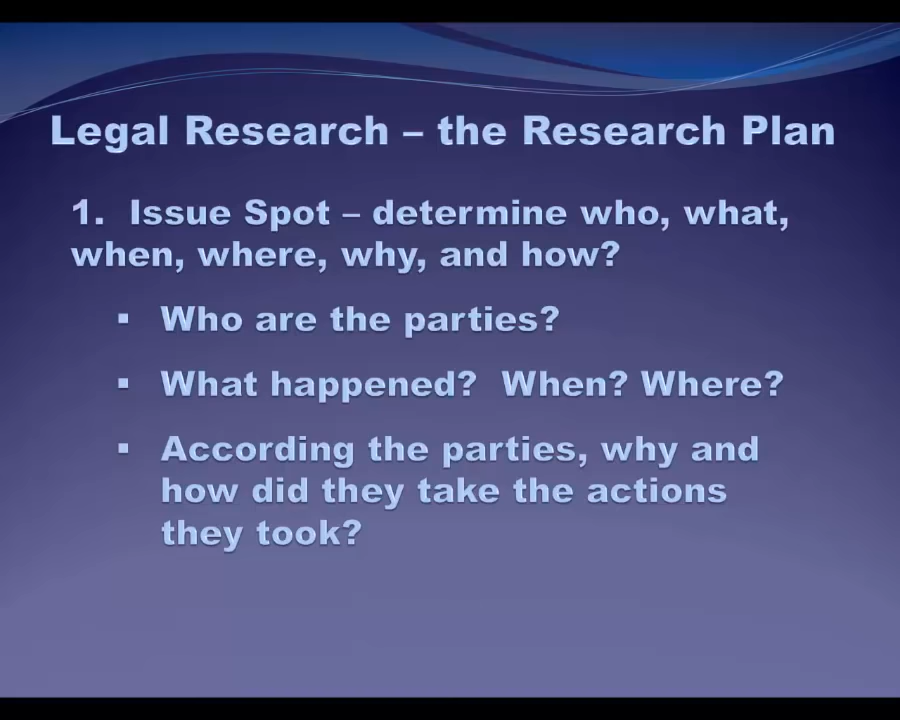 Legal Research – the Research Plan
1. Issue Spot – determine who, what,
when, where, why, and how?
▪ Who are the parties?
▪ What happened? When? Where?
▪ According the parties, why and
how did they take the actions
they took?